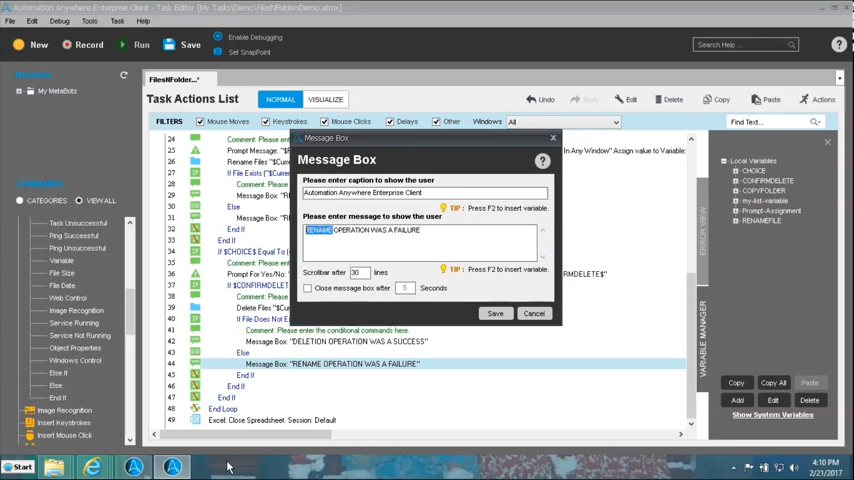 Automation Anywhere Enterprise Client - Task Editor [My Tasks\Demo\FilesNFoldersDemo.atmx]
File Edit Debug Tools Task Help
New Record Run Save
Enable Debugging
Set SnapPoint
Search Help ...
?
My MetaBots
FilesNFolder...*
Task Actions List NORMAL VISUALIZE
Undo Redo Edit Delete Copy Paste Actions
FILTERS Mouse Moves Keystrokes Mouse Clicks Delays Other Windows All
Find Text...
COMMANDS
CATEGORIES VIEW ALL
Task Unsuccessful
Ping Successful
Ping Unsuccessful
Variable
File Size
File Date
Web Control
Image Recognition
Service Running
Service Not Running
Object Properties
Windows Control
Else If
Else
End If
Image Recognition
Insert Keystrokes
Insert Mouse Click
24 Comment: Please
25 Prompt Message: "$F In Any Window" Assign value to Variable:
26 Rename Files "$Curre
27 If File Exists ("$Curre
28 Comment: Please
29 Message Box: "RE
30 Else
31 Message Box: "RE
32 End If
33 End If
34 If $CHOICE$ Equal To (
35 Comment: Please
36 Prompt For Yes/No: FIRMDELETE$"
37 If $CONFIRMDELETE
38 Comment: Please
39 Delete Files "$Cur
40 If File Does Not Ex
41 Comment: Please enter the conditional commands here.
42 Message Box: "DELETION OPERATION WAS A SUCCESS"
43 Else
44 Message Box: "RENAME OPERATION WAS A FAILURE"
45 End If
46 End If
47 End If
48 End Loop
49 Excel: Close Spreadsheet. Session: Default
Message Box
Message Box
?
Please enter caption to show the user
Automation Anywhere Enterprise Client
TIP : Press F2 to insert variable.
Please enter message to show the user
RENAME OPERATION WAS A FAILURE
Scrollbar after 30 lines
TIP : Press F2 to insert variable.
Close message box after 5 Seconds
Save Cancel
ERROR VIEW
VARIABLE MANAGER
Local Variables
CHOICE
CONFIRMDELETE
COPYFOLDER
my-list-variable
Prompt-Assignment
RENAMEFILE
Copy Copy All Paste
Add Edit Delete
Show System Variables
Start
4:10 PM
2/21/2017